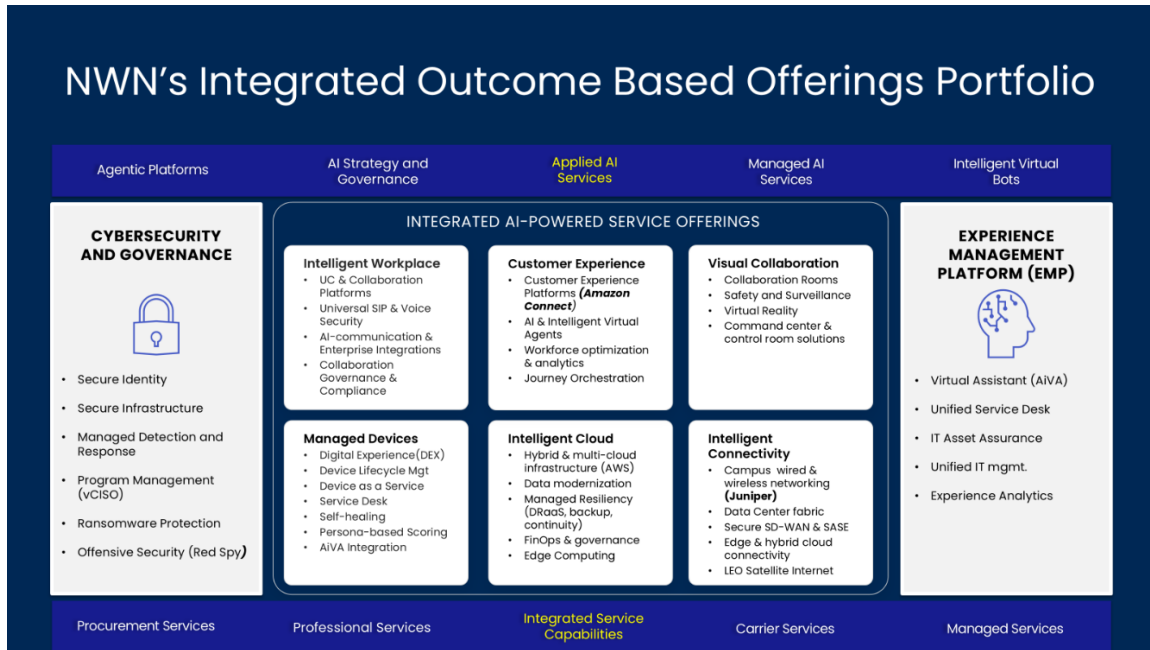 NWN's Integrated Outcome Based Offerings Portfolio
Agentic Platforms
AI Strategy and
Governance
Applied AI
Services
Managed AI
Services
Intelligent Virtual
Bots
CYBERSECURITY
AND GOVERNANCE
• Secure Identity
• Secure Infrastructure
• Managed Detection and
Response
• Program Management
(vCISO)
• Ransomware Protection
• Offensive Security (Red Spy)
INTEGRATED AI-POWERED SERVICE OFFERINGS
Intelligent Workplace
• UC & Collaboration
Platforms
• Universal SIP & Voice
Security
• AI-communication &
Enterprise Integrations
• Collaboration
Governance &
Compliance
Customer Experience
• Customer Experience
Platforms (Amazon
Connect)
• AI & Intelligent Virtual
Agents
• Workforce optimization
& analytics
• Journey Orchestration
Visual Collaboration
• Collaboration Rooms
• Safety and Surveillance
• Virtual Reality
• Command center &
control room solutions
Managed Devices
• Digital Experience(DEX)
• Device Lifecycle Mgt
• Device as a Service
• Service Desk
• Self-healing
• Persona-based Scoring
• AiVA Integration
Intelligent Cloud
• Hybrid & multi-cloud
infrastructure (AWS)
• Data modernization
• Managed Resiliency
(DRaaS, backup,
continuity)
• FinOps & governance
• Edge Computing
Intelligent
Connectivity
• Campus wired &
wireless networking
(Juniper)
• Data Center fabric
• Secure SD-WAN & SASE
• Edge & hybrid cloud
connectivity
• LEO Satellite Internet
EXPERIENCE
MANAGEMENT
PLATFORM (EMP)
• Virtual Assistant (AiVA)
• Unified Service Desk
• IT Asset Assurance
• Unified IT mgmt.
• Experience Analytics
Procurement Services
Professional Services
Integrated Service
Capabilities
Carrier Services
Managed Services